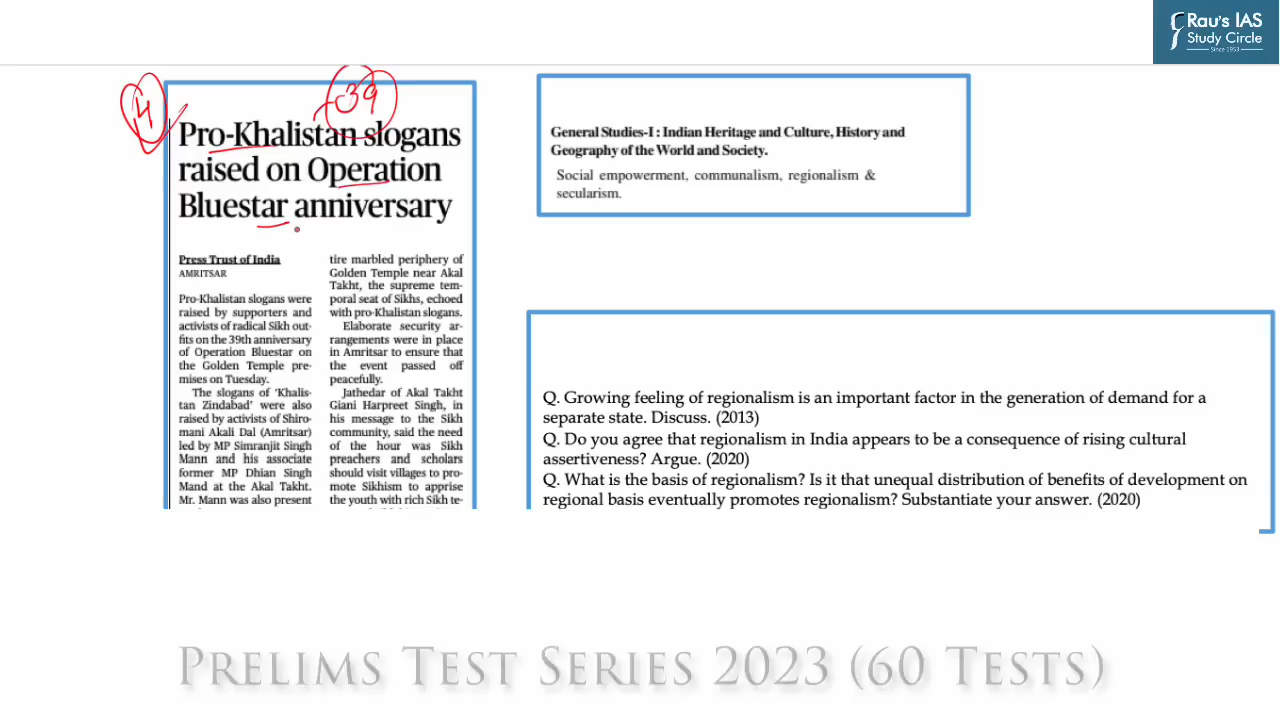 Rau's IAS
Study Circle
Since 1953
4
39
Pro-Khalistan slogans
raised on Operation
Bluestar anniversary
Press Trust of India
AMRITSAR
Pro-Khalistan slogans were
raised by supporters and
activists of radical Sikh out-
fits on the 39th anniversary
of Operation Bluestar on
the Golden Temple pre-
mises on Tuesday.
The slogans of 'Khalis-
tan Zindabad' were also
raised by activists of Shiro-
mani Akali Dal (Amritsar)
led by MP Simranjit Singh
Mann and his associate
former MP Dhian Singh
Mand at the Akal Takht.
Mr. Mann was also present
tire marbled periphery of
Golden Temple near Akal
Takht, the supreme tem-
poral seat of Sikhs, echoed
with pro-Khalistan slogans.
Elaborate security ar-
rangements were in place
in Amritsar to ensure that
the event passed off
peacefully.
Jathedar of Akal Takht
Giani Harpreet Singh, in
his message to the Sikh
community, said the need
of the hour was Sikh
preachers and scholars
should visit villages to pro-
mote Sikhism to apprise
the youth with rich Sikh te-
General Studies-I : Indian Heritage and Culture, History and
Geography of the World and Society.
Social empowerment, communalism, regionalism &
secularism.
Q. Growing feeling of regionalism is an important factor in the generation of demand for a
separate state. Discuss. (2013)
Q. Do you agree that regionalism in India appears to be a consequence of rising cultural
assertiveness? Argue. (2020)
Q. What is the basis of regionalism? Is it that unequal distribution of benefits of development on
regional basis eventually promotes regionalism? Substantiate your answer. (2020)
Prelims Test Series 2023 (60 Tests)